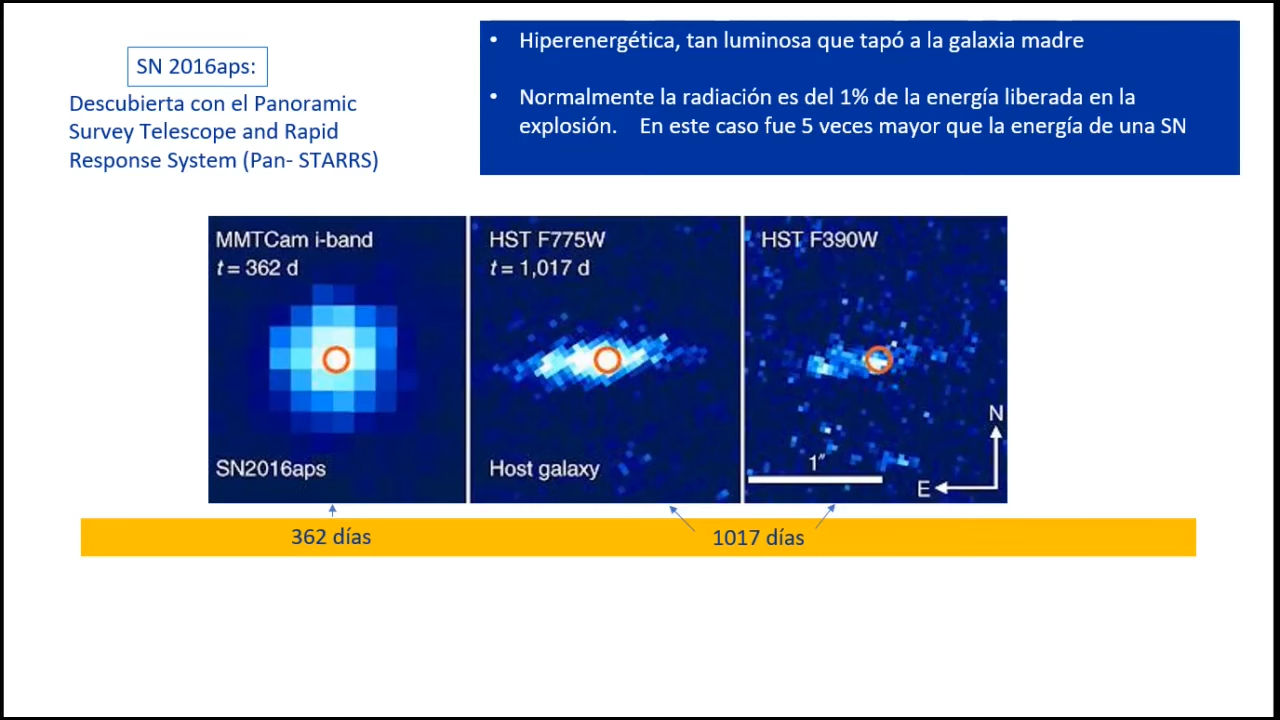 SN 2016aps:
Descubierta con el Panoramic
Survey Telescope and Rapid
Response System (Pan- STARRS)
• Hiperenergética, tan luminosa que tapó a la galaxia madre
• Normalmente la radiación es del 1% de la energía liberada en la
explosión. En este caso fue 5 veces mayor que la energía de una SN
MMTCam i-band
t = 362 d
SN2016aps
HST F775W
t = 1,017 d
Host galaxy
HST F390W
1″
N
E
362 días
1017 días